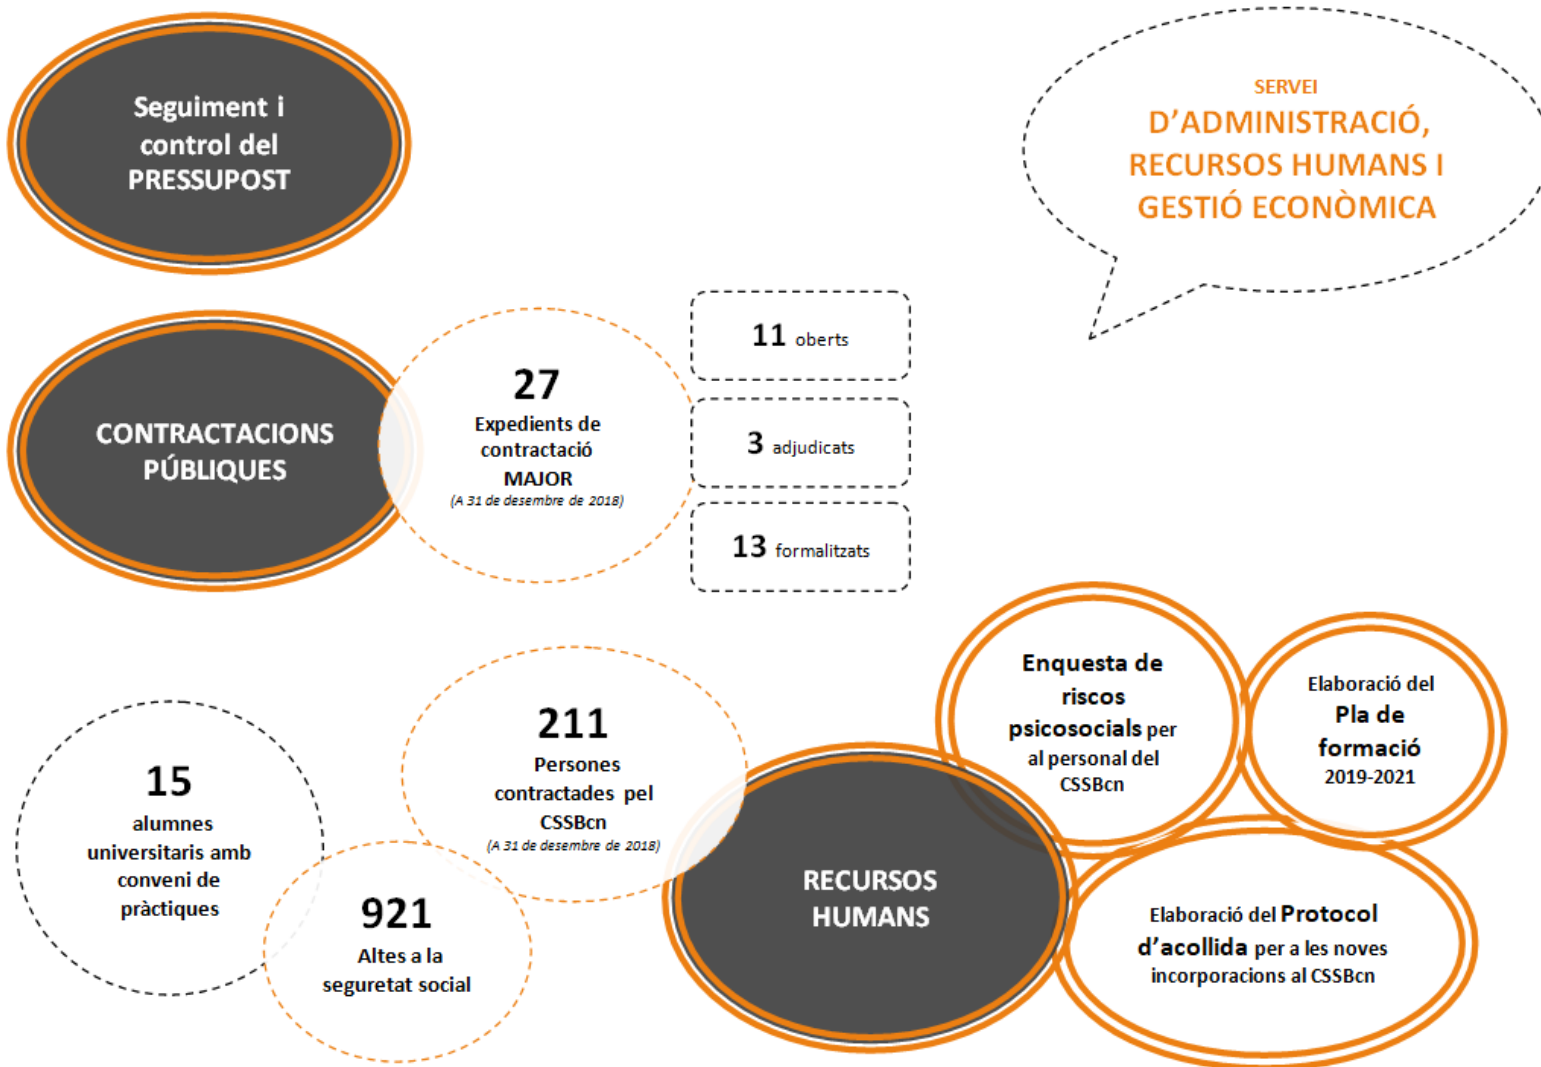 Seguiment i
control del
PRESSUPOST
SERVEI
D'ADMINISTRACIÓ,
RECURSOS HUMANS I
GESTIÓ ECONÒMICA
CONTRACTACIONS
PÚBLIQUES
27
Expedients de
contractació
MAJOR
(A 31 de desembre de 2018)
11 oberts
3 adjudicats
13 formalitzats
15
alumnes
universitaris amb
conveni de
pràctiques
921
Altes a la
seguretat social
211
Persones
contractades pel
CSSBcn
(A 31 de desembre de 2018)
RECURSOS
HUMANS
Enquesta de
riscos
psicosocials per
al personal del
CSSBcn
Elaboració del
Pla de
formació
2019-2021
Elaboració del Protocol
d'acollida per a les noves
incorporacions al CSSBcn